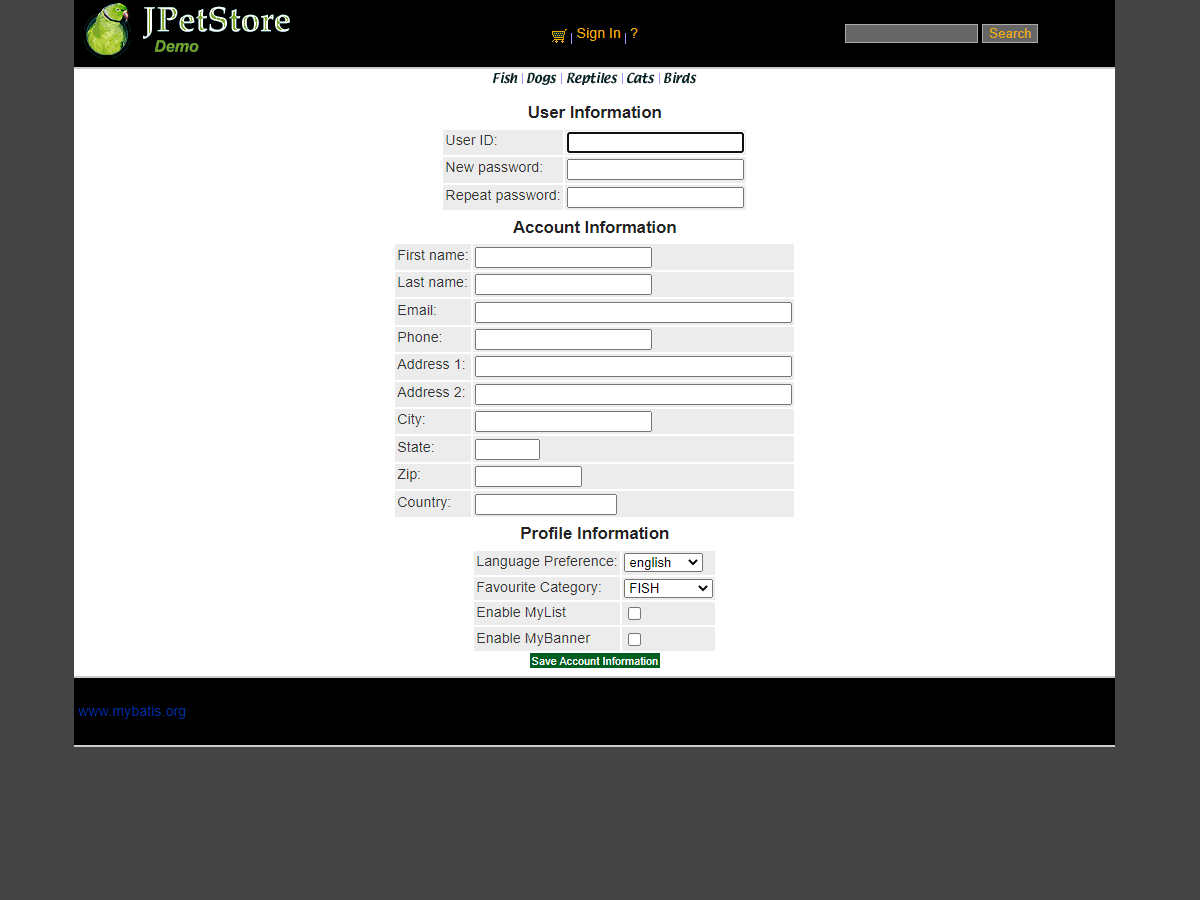 JPetStore
Demo
Sign In | ?
Search
Fish | Dogs | Reptiles | Cats | Birds
User Information
User ID:
New password:
Repeat password:
Account Information
First name:
Last name:
Email:
Phone:
Address 1:
Address 2:
City:
State:
Zip:
Country:
Profile Information
Language Preference: english
Favourite Category: FISH
Enable MyList
Enable MyBanner
Save Account Information
www.mybatis.org